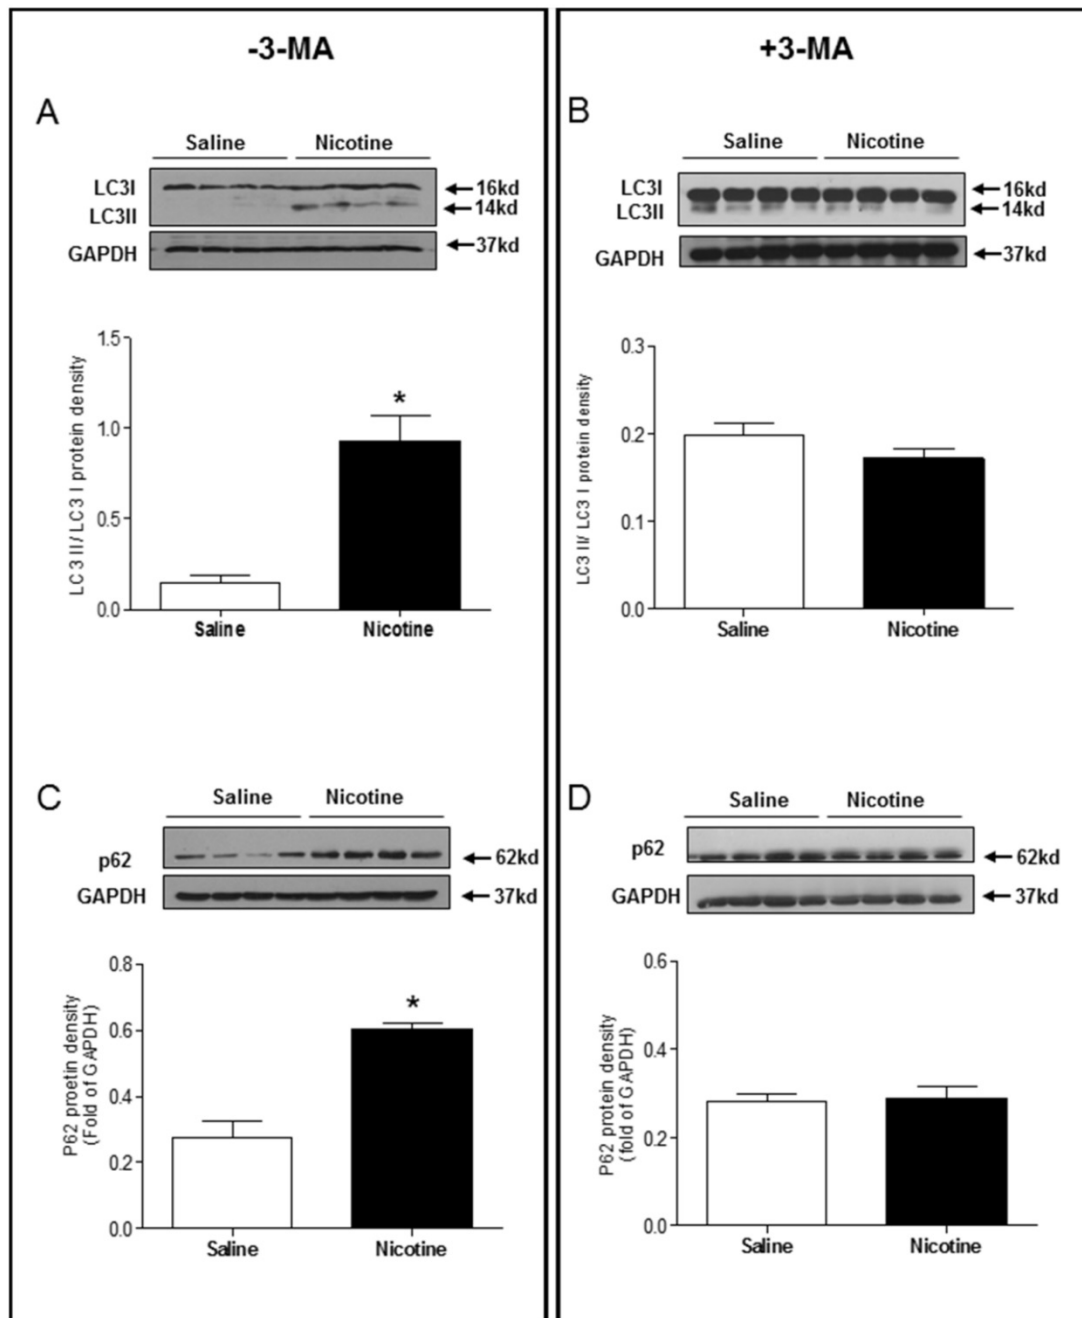 -3-MA
A
Saline Nicotine
LC3I 16kd
LC3II 14kd
GAPDH 37kd
LC3 II/ LC3 I protein density
1.5
1.0
0.5
0.0
Saline Nicotine
C
Saline Nicotine
p62 62kd
GAPDH 37kd
P62 proetin density
(Fold of GAPDH)
0.8
0.6
0.4
0.2
0.0
Saline Nicotine
+3-MA
B
Saline Nicotine
LC3I 16kd
LC3II 14kd
GAPDH 37kd
LC3 II/ LC3 I protein density
0.3
0.2
0.1
0.0
Saline Nicotine
D
Saline Nicotine
p62 62kd
GAPDH 37kd
P62 protein density
(fold of GAPDH)
0.6
0.4
0.2
0.0
Saline Nicotine
*
*